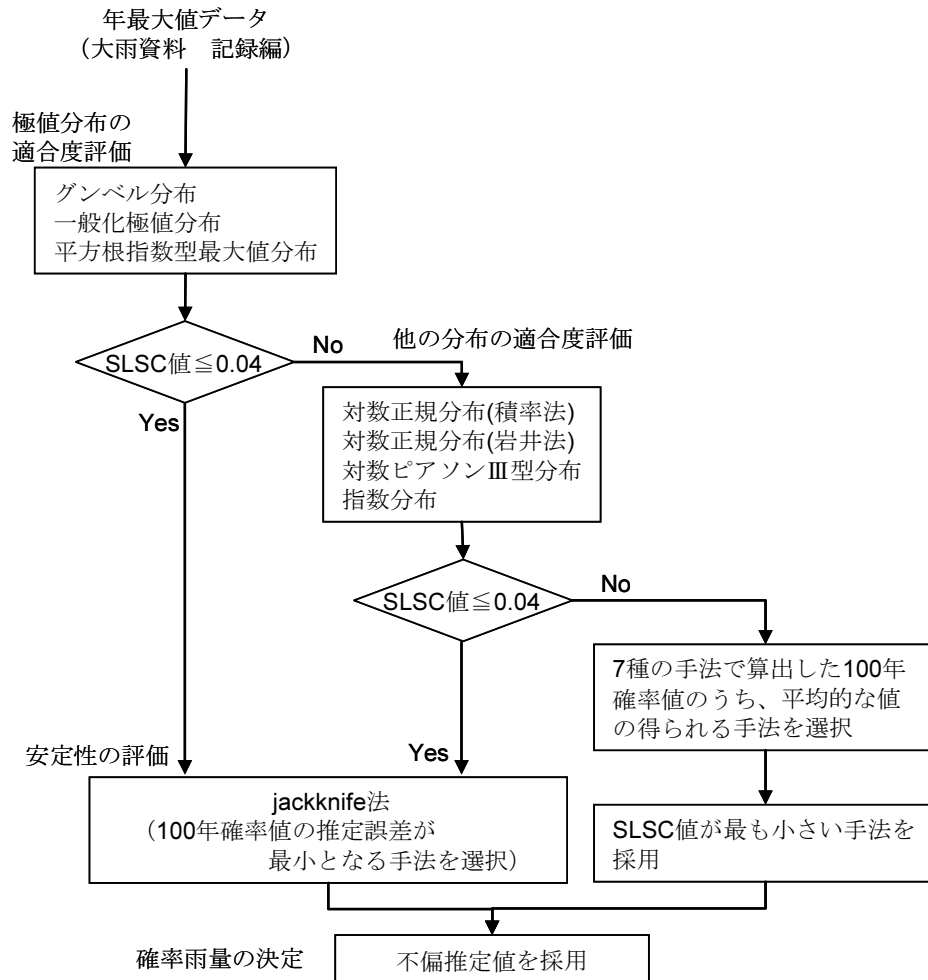 年最大値データ
（大雨資料　記録編）
極値分布の
適合度評価
グンベル分布
一般化極値分布
平方根指数型最大値分布
SLSC値≦0.04
No
他の分布の適合度評価
Yes
対数正規分布(積率法)
対数正規分布(岩井法)
対数ピアソンⅢ型分布
指数分布
SLSC値≦0.04
No
7種の手法で算出した100年
確率値のうち、平均的な値
の得られる手法を選択
安定性の評価
Yes
jackknife法
（100年確率値の推定誤差が
最小となる手法を選択）
SLSC値が最も小さい手法を
採用
確率雨量の決定
不偏推定値を採用